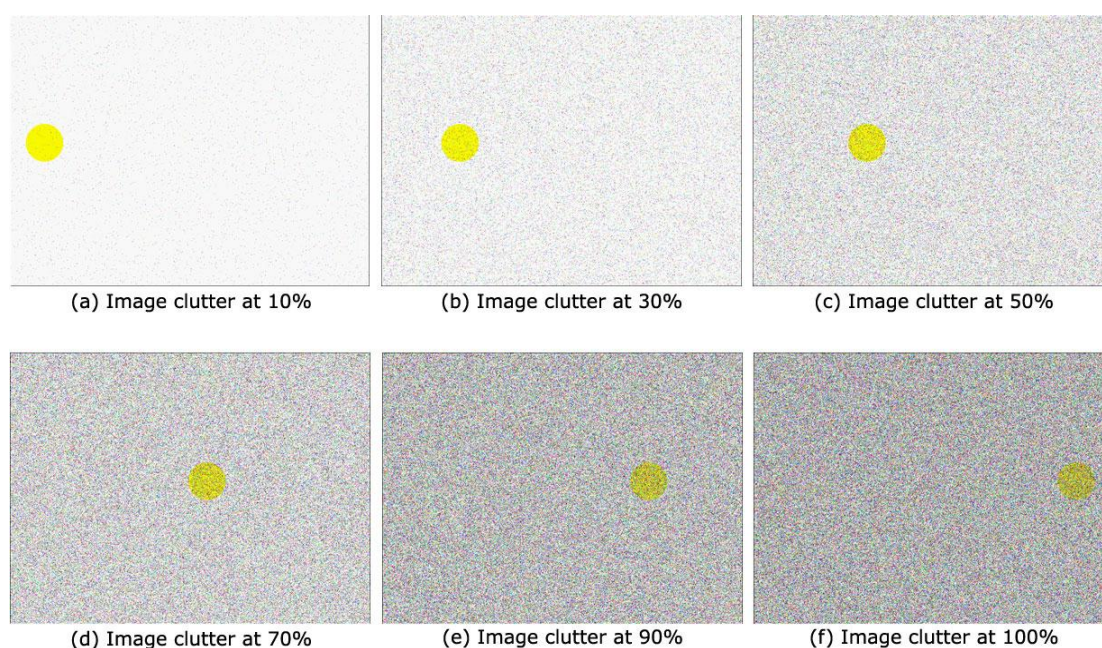 (a) Image clutter at 10%
(b) Image clutter at 30%
(c) Image clutter at 50%
(d) Image clutter at 70%
(e) Image clutter at 90%
(f) Image clutter at 100%